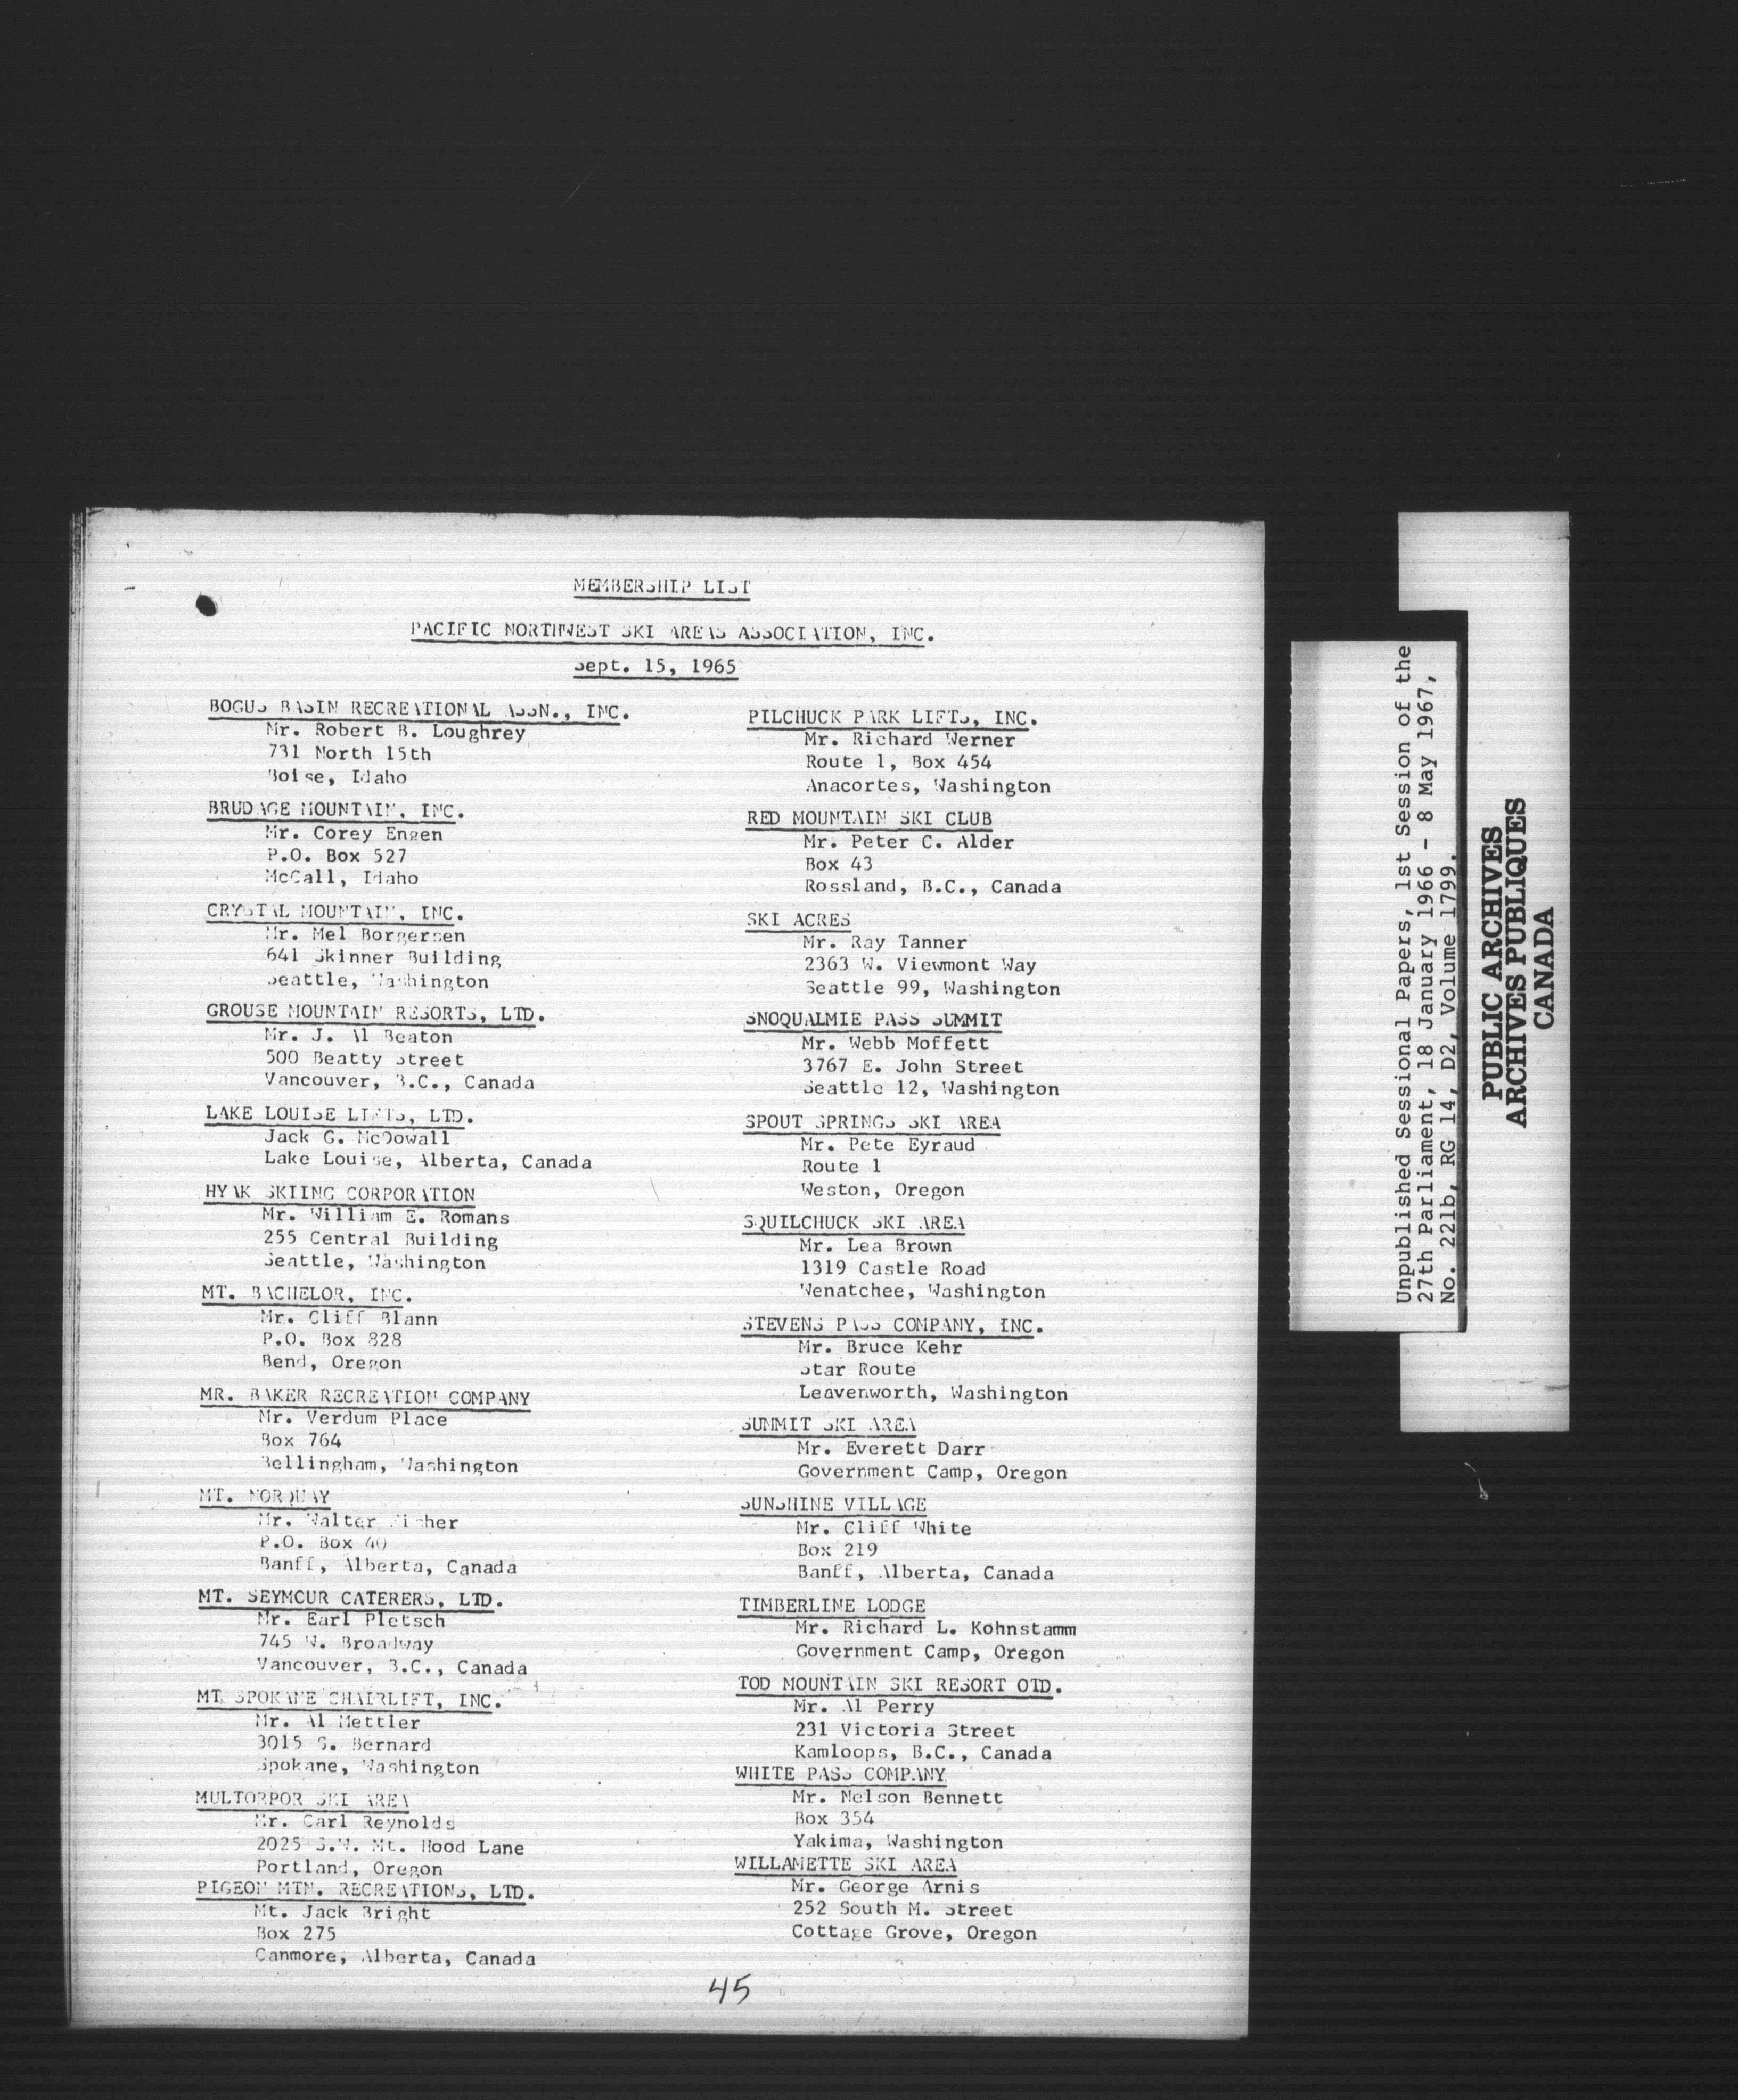 MEMBERSHIP LIST
PACIFIC NORTHWEST SKI AREAS ASSOCIATION, INC.
Sept. 15, 1965
BOGUS BASIN RECREATIONAL ASSN., INC.
Mr. Robert B. Loughrey
731 North 15th
Boise, Idaho
BRUDAGE MOUNTAIN, INC.
Mr. Corey Engen
P.O. Box 527
McCall, Idaho
CRYSTAL MOUNTAIN, INC.
Mr. Mel Borgersen
641 Skinner Building
Seattle, Washington
GROUSE MOUNTAIN RESORTS, LTD.
Mr. J. Al Beaton
500 Beatty Street
Vancouver, B.C., Canada
LAKE LOUISE LIFTS, LTD.
Jack G. McDowall
Lake Louise, Alberta, Canada
HYAK SKIING CORPORATION
Mr. William E. Romans
255 Central Building
Seattle, Washington
MT. BACHELOR, INC.
Mr. Cliff Blann
P.O. Box 828
Bend, Oregon
MR. BAKER RECREATION COMPANY
Mr. Verdum Place
Box 764
Bellingham, Washington
MT. NORQUAY
Mr. Walter
P.O. Box 40
Banff, Alberta, Canada
MT. SEYMCUR CATERERS, LTD.
Mr. Earl Pletsch
745 W. Broadway
Vancouver, B.C., Canada
MT. SPOKANE CHAIRLIFT, INC.
Mr. Al Mettler
3015 S. Bernard
Spokane, Washington
MULTORPOR SKI AREA
Mr. Carl Reynolds
2025 S.W. Mt. Hood Lane
Portland, Oregon
PIGEON MTN. RECREATIONS, LTD.
Mt. Jack Bright
Box 275
Canmore, Alberta, Canada
PILCHUCK PARK LIFTS, INC.
Mr. Richard Werner
Route 1, Box 454
Anacortes, Washington
RED MOUNTAIN SKI CLUB
Mr. Peter C. Alder
Box 43
Rossland, B.C., Canada
SKI ACRES
Mr. Ray Tanner
2363 W. Viewmont Way
Seattle 99, Washington
SNOQUALMIE PASS SUMMIT
Mr. Webb Moffett
3767 E. John Street
Seattle 12, Washington
SPOUT SPRINGS SKI AREA
Mr. Pete Eyraud
Route 1
Weston, Oregon
SQUILCHUCK SKI AREA
Mr. Lea Brown
1319 Castle Road
Wenatchee, Washington
STEVENS PASS COMPANY, INC.
Mr. Bruce Kehr
Star Route
Leavenworth, Washington
SUMMIT SKI AREA
Mr. Everett Darr
Government Camp, Oregon
SUNSHINE VILLAGE
Mr. Cliff White
Box 219
Banff, Alberta, Canada
TIMBERLINE LODGE
Mr. Richard L. Kohnstamm
Government Camp, Oregon
TOD MOUNTAIN SKI RESORT OTD.
Mr. Al Perry
231 Victoria Street
Kamloops, B.C., Canada
WHITE PASS COMPANY
Mr. Nelson Bennett
Box 354
Yakima, Washington
WILLAMETTE SKI AREA
Mr. George Arnis
252 South M. Street
Cottage Grove, Oregon
45
Unpublished Sessional Papers, 1st Session of the
27th Parliament, 18 January 1966 - 8 May 1967,
No. 221b, RG 14, D2, Volume 1799.
PUBLIC ARCHIVES
ARCHIVES PUBLIQUES
CANADA